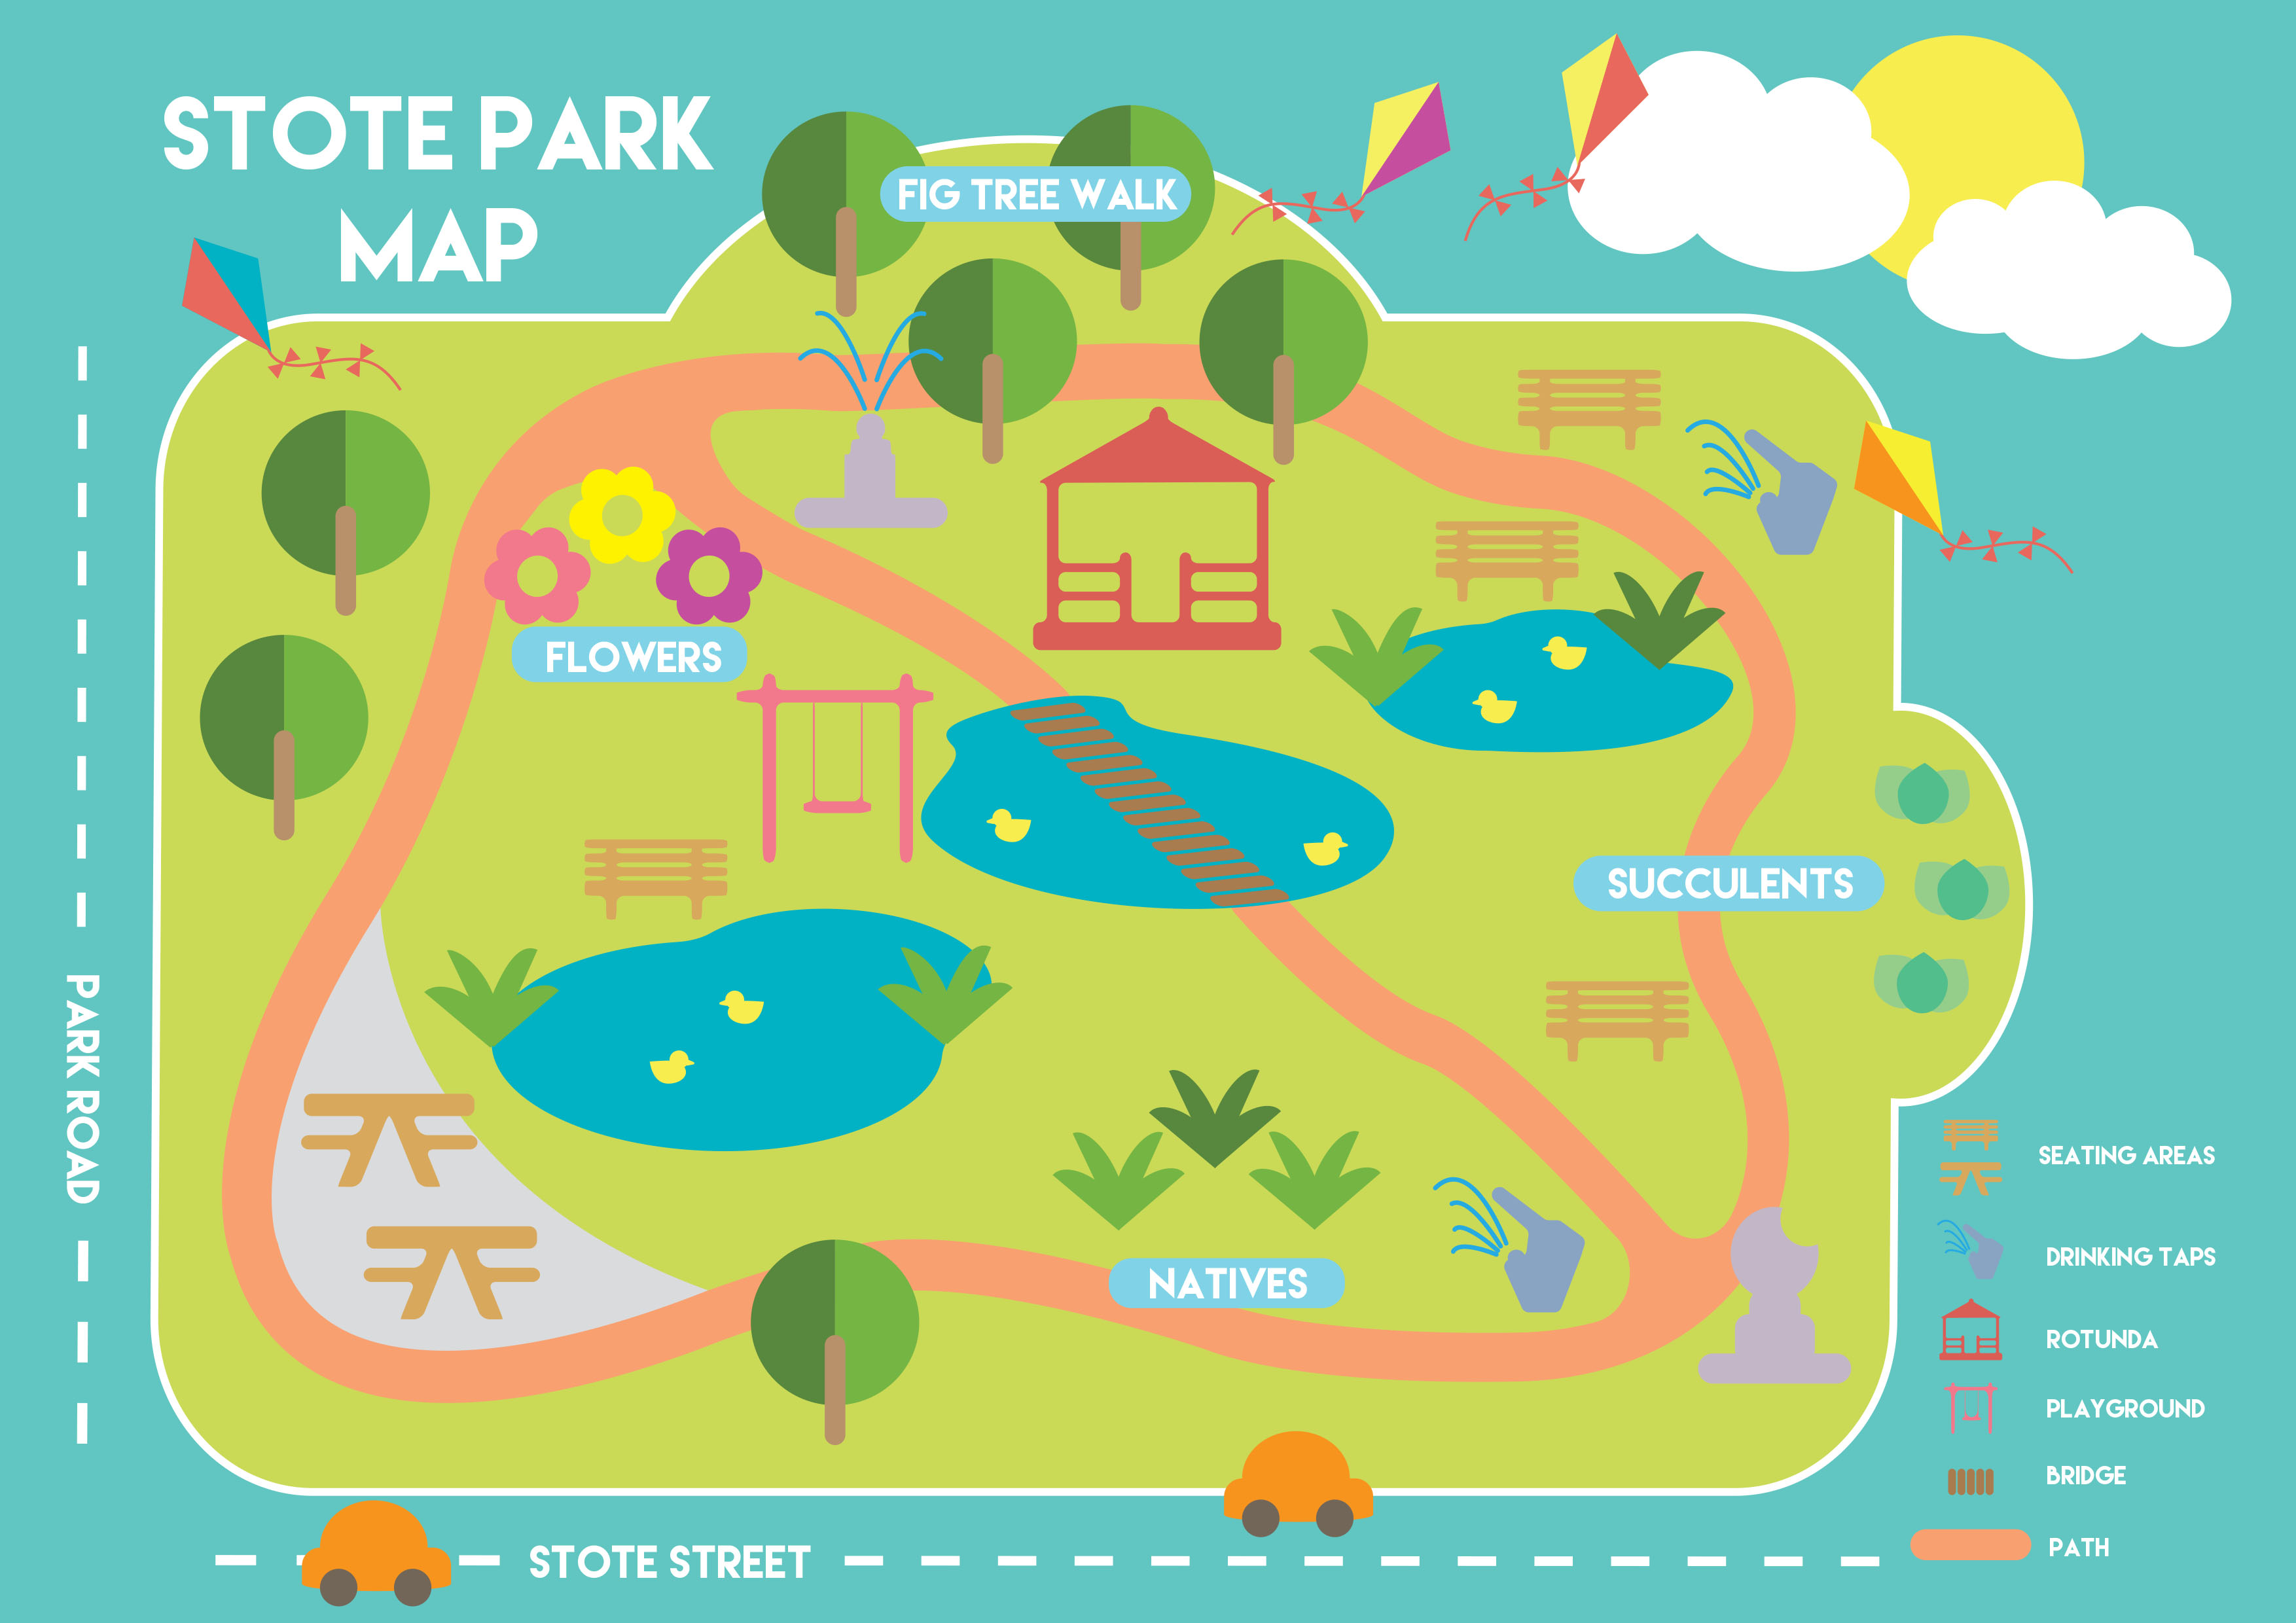 STOTE PARK
MAP
FIG TREE WALK
FLOWERS
SUCCULENTS
NATIVES
PARK ROAD
STOTE STREET
SEATING AREAS
DRINKING TAPS
ROTUNDA
PLAYGROUND
BRIDGE
PATH